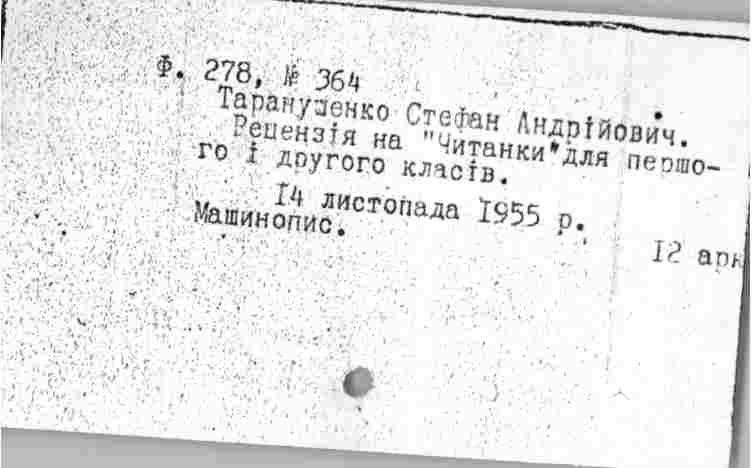 Ф. 278, № 364
Таранушенко Стефан Андрійович.
Рецензія на "Читанки" для першо-
го і другого класів.
14 листопада 1955 р.
Машинопис.
12 арк